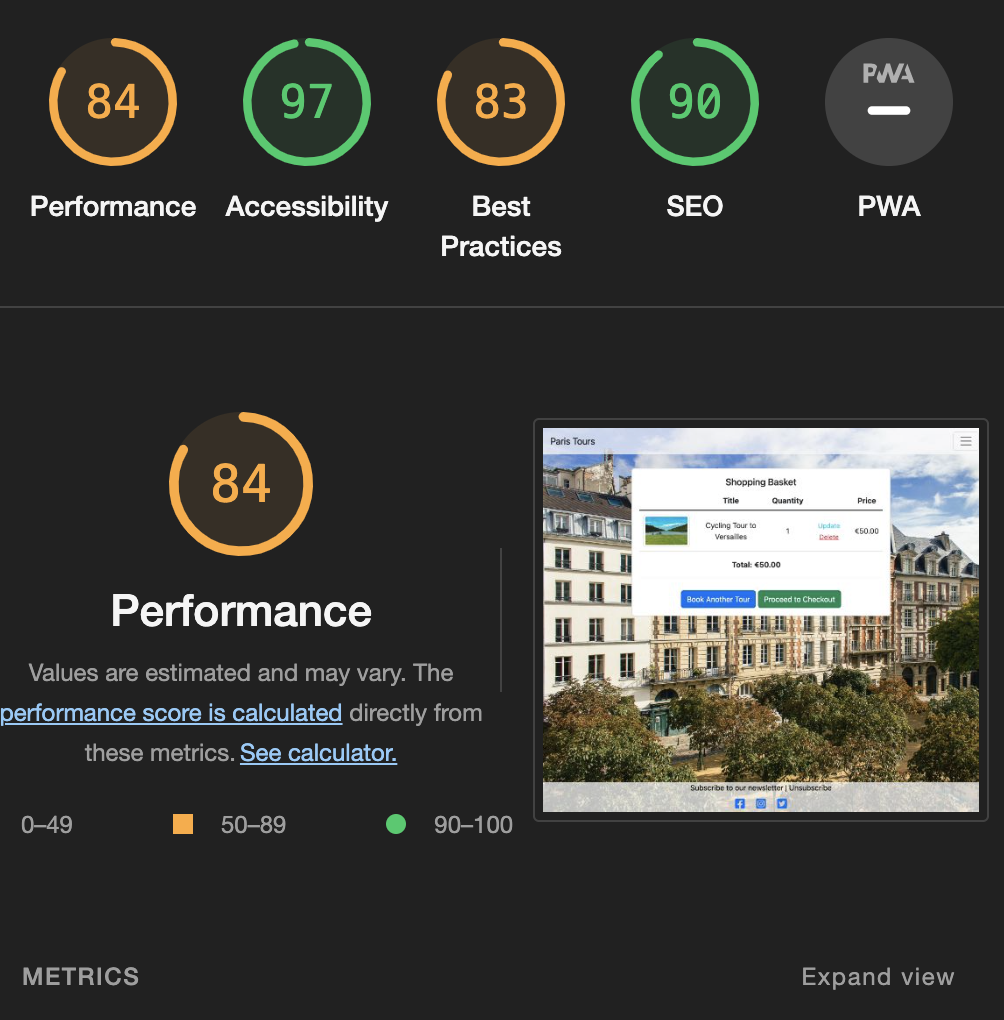 84 97 83 90 PWA
Performance Accessibility Best Practices SEO PWA
84
Performance
Values are estimated and may vary. The
performance score is calculated directly from
these metrics. See calculator.
0–49 50–89 90–100
Paris Tours
Shopping Basket
Title Quantity Price
Cycling Tour to
Versailles
1
Update
Delete
€50.00
Total: €50.00
Book Another Tour Proceed to Checkout
Subscribe to our newsletter | Unsubscribe
METRICS Expand view